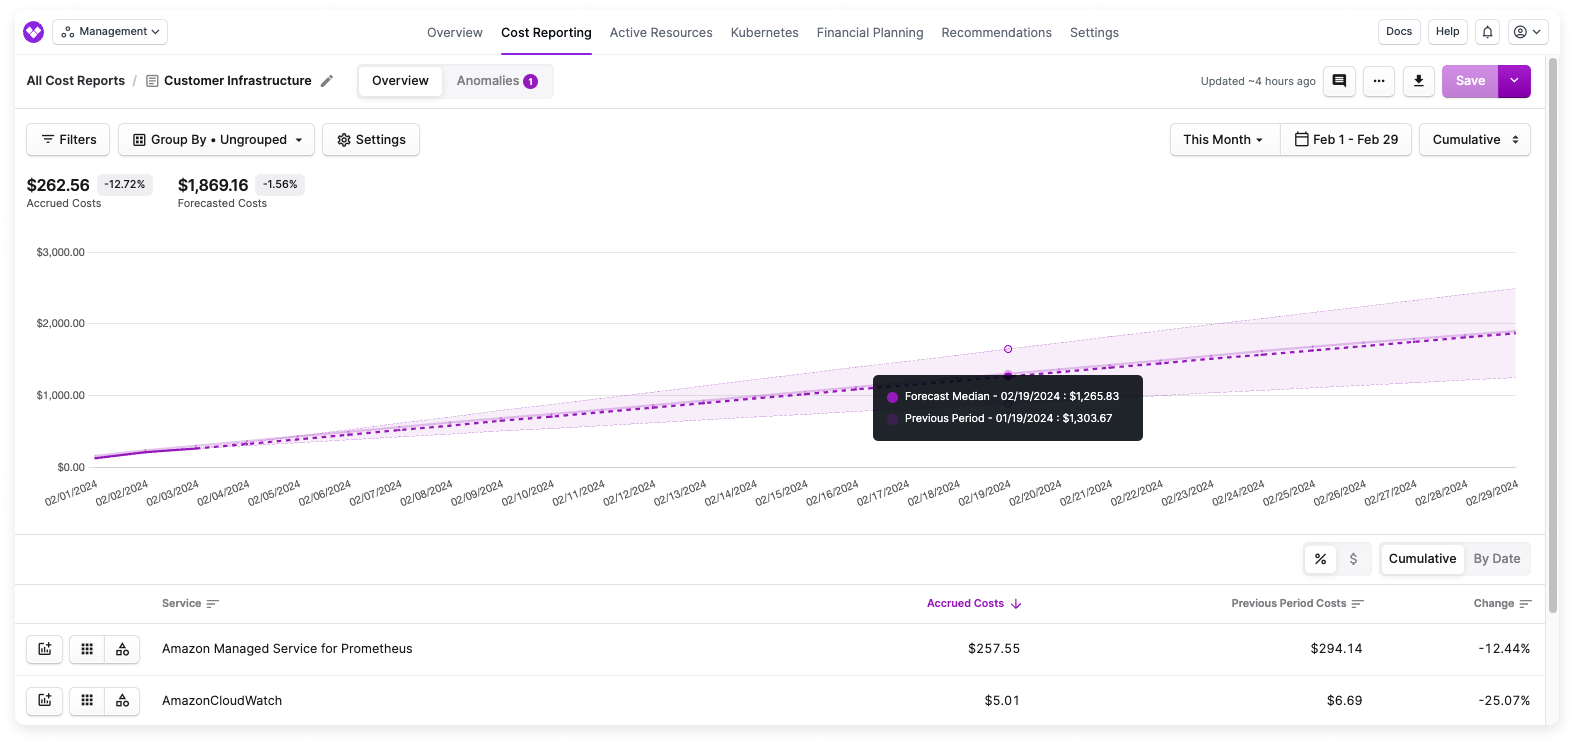 Management
Overview Cost Reporting Active Resources Kubernetes Financial Planning Recommendations Settings
Docs Help
All Cost Reports / Customer Infrastructure
Overview Anomalies 1
Updated ~4 hours ago
Save
Filters
Group By • Ungrouped
Settings
This Month
Feb 1 - Feb 29
Cumulative
$262.56 -12.72%
Accrued Costs
$1,869.16 -1.56%
Forecasted Costs
$3,000.00
$2,000.00
$1,000.00
$0.00
Forecast Median - 02/19/2024 : $1,265.83
Previous Period - 01/19/2024 : $1,303.67
02/01/2024 02/02/2024 02/03/2024 02/04/2024 02/05/2024 02/06/2024 02/07/2024 02/08/2024 02/09/2024 02/10/2024 02/11/2024 02/12/2024 02/13/2024 02/14/2024 02/15/2024 02/16/2024 02/17/2024 02/18/2024 02/19/2024 02/20/2024 02/21/2024 02/22/2024 02/23/2024 02/24/2024 02/25/2024 02/26/2024 02/27/2024 02/28/2024 02/29/2024
% $
Cumulative By Date
Service Accrued Costs Previous Period Costs Change
Amazon Managed Service for Prometheus $257.55 $294.14 -12.44%
AmazonCloudWatch $5.01 $6.69 -25.07%